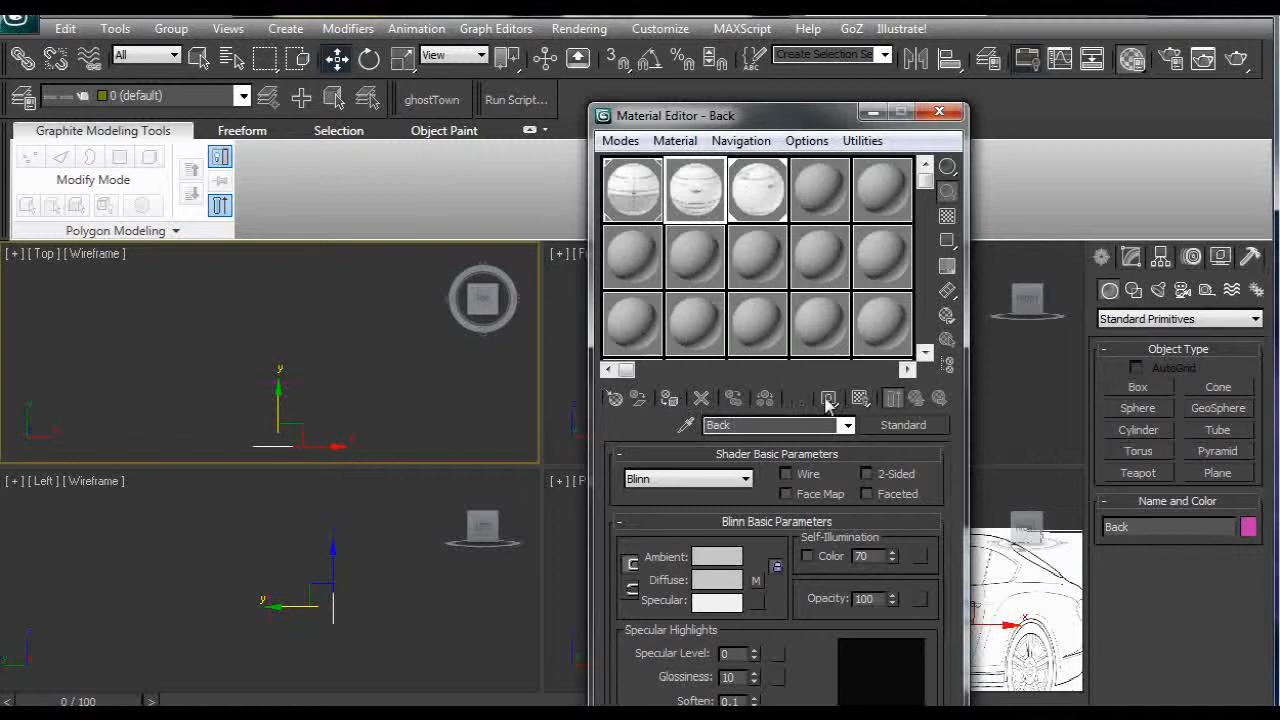 Edit Tools Group Views Create Modifiers Animation Graph Editors Rendering Customize MAXScript Help GoZ Illustrate!
All View Create Selection Se
0 (default) ghostTown Run Script...
Graphite Modeling Tools Freeform Selection Object Paint
Modify Mode
Polygon Modeling
Material Editor - Back
Modes Material Navigation Options Utilities
[+][Top][Wireframe]
[+][Left][Wireframe]
Back Standard
Shader Basic Parameters
Blinn Wire 2-Sided
Face Map Faceted
Blinn Basic Parameters
Self-Illumination
Ambient: Color 70
Diffuse: M
Specular: Opacity: 100
Specular Highlights
Specular Level: 0
Glossiness: 10
Soften: 0.1
Standard Primitives
Object Type
AutoGrid
Box Cone
Sphere GeoSphere
Cylinder Tube
Torus Pyramid
Teapot Plane
Name and Color
Back
0 / 100